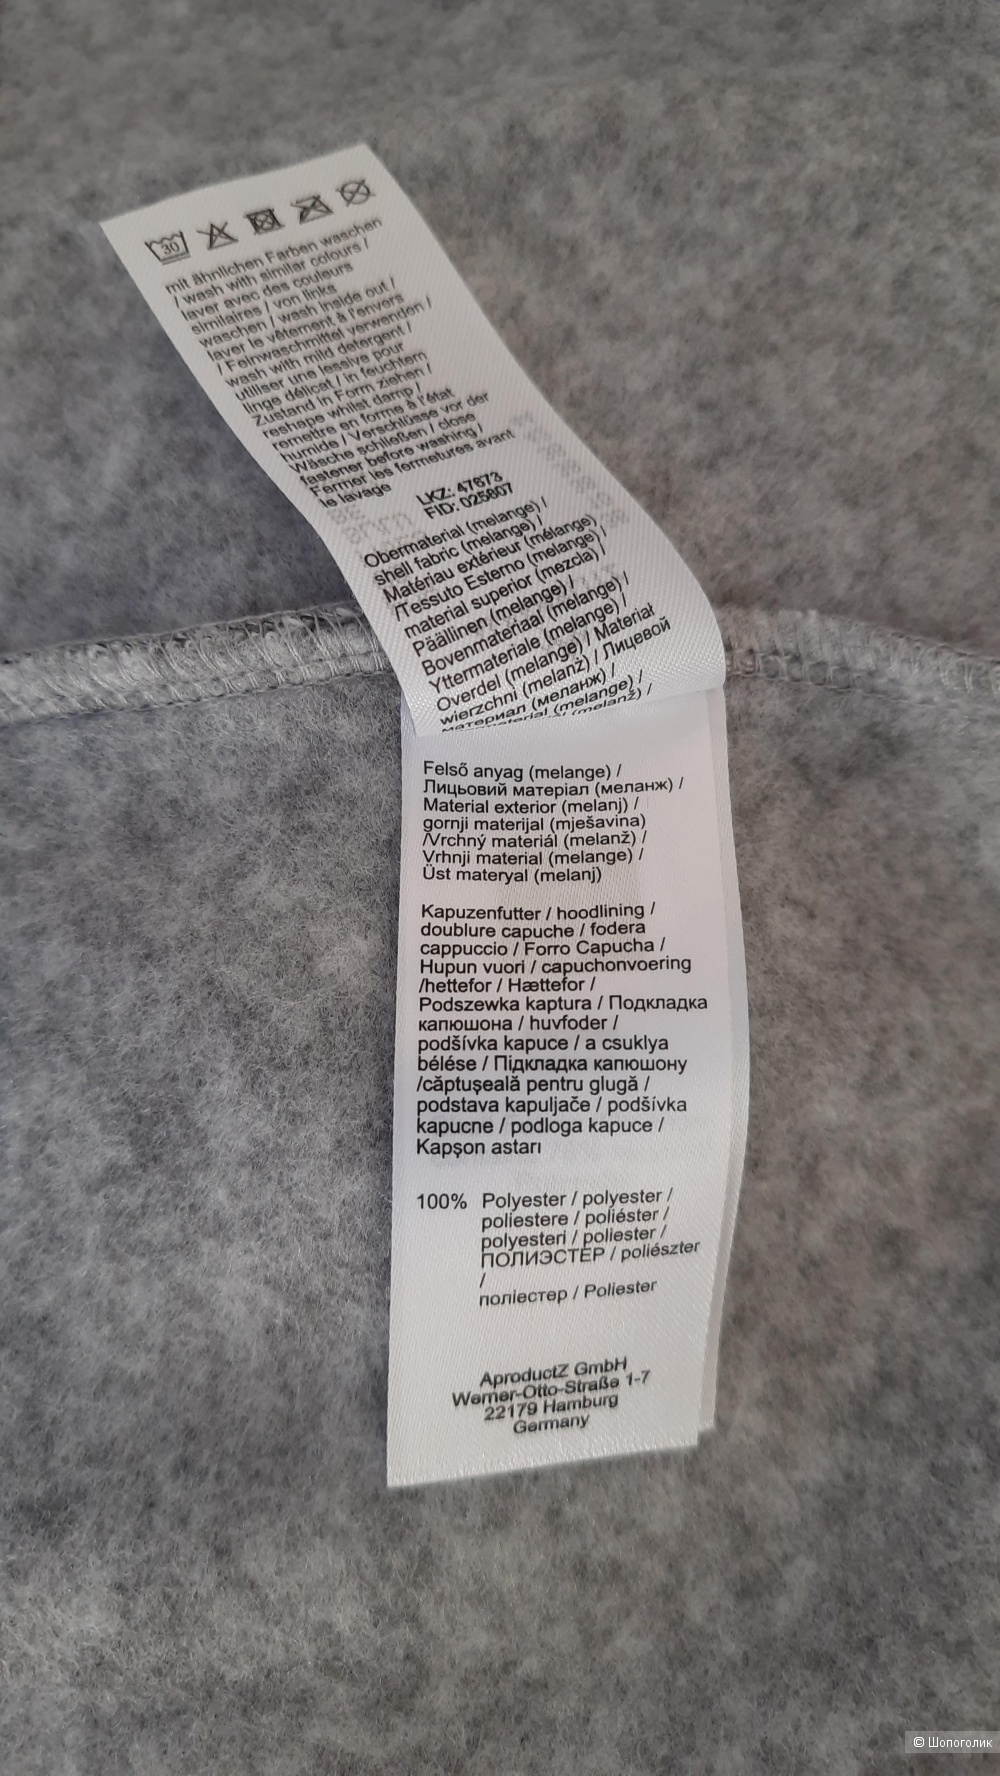 30
mit ähnlichen Farben waschen
/ wash with similar colours /
laver avec des couleurs
similaires / von links
waschen / wash inside out /
laver le vêtement à l'envers
/ Feinwaschmittel verwenden /
wash with mild detergent /
utiliser une lessive pour
linge délicat / in feuchtem
Zustand in Form ziehen /
reshape whilst damp /
remettre en forme à l'état
humide / Verschlüsse vor der
Wäsche schließen / close
fastener before washing /
Fermer les fermetures avant
le lavage
LKZ: 47673
FID: 025807
Obermaterial (melange) /
shell fabric (melange) /
Matériau extérieur (mélange)
/Tessuto Esterno (melange) /
material superior (mezcla) /
Päällinen (melange) /
Bovenmateriaal (melange) /
Yttermateriale (melange) /
Overdel (melange) / Materiał
wierzchni (melanż) / Лицевой
материал (меланж) /
(melange) /
(melanž) /
Felső anyag (melange) /
Лицьовий матеріал (меланж) /
Material exterior (melanj) /
gornji materijal (mješavina)
/Vrchný materiál (melanž) /
Vrhnji material (melange) /
Üst materyal (melanj)
Kapuzenfutter / hoodlining /
doublure capuche / fodera
cappuccio / Forro Capucha /
Hupun vuori / capuchonvoering
/hettefor / Hættefor /
Podszewka kaptura / Подкладка
капюшона / huvfoder /
podšívka kapuce / a csuklya
bélése / Підкладка капюшону
/căptușeală pentru glugă /
podstava kapuljače / podšívka
kapucne / podloga kapuce /
Kapşon astarı
100% Polyester / polyester /
poliestere / poliéster /
polyesteri / poliester /
ПОЛИЭСТЕР / poliészter
/
поліестер / Poliester
AproductZ GmbH
Werner-Otto-Straße 1-7
22179 Hamburg
Germany
© Шопоголик